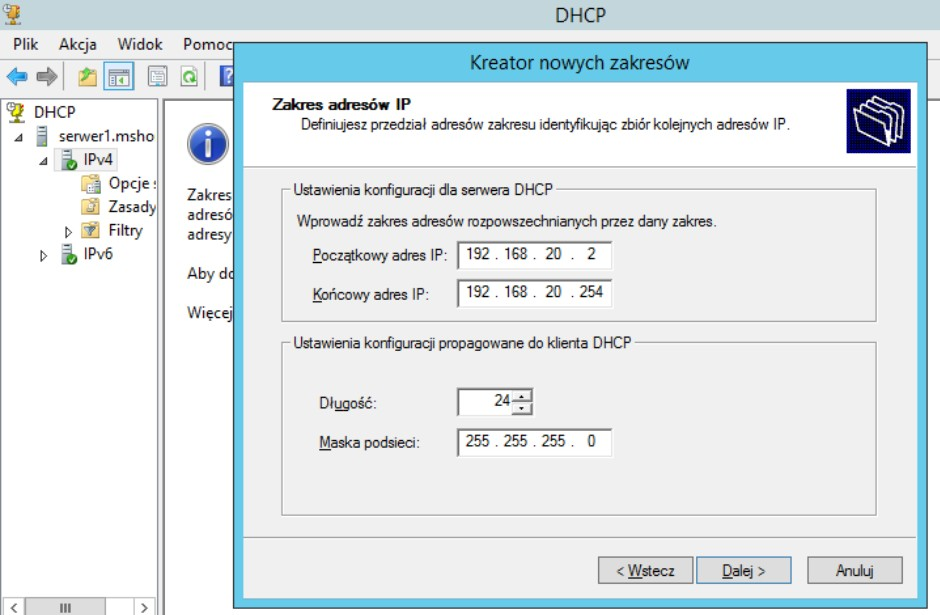 DHCP
Plik Akcja Widok Pomoc
DHCP
serwer1.msho
IPv4
Opcje
Zasady
Filtry
IPv6
Zakres
adresó
adresy
Aby do
Więcej
Kreator nowych zakresów
Zakres adresów IP
Definiujesz przedział adresów zakresu identyfikując zbiór kolejnych adresów IP.
Ustawienia konfiguracji dla serwera DHCP
Wprowadź zakres adresów rozpowszechnianych przez dany zakres.
Początkowy adres IP: 192 . 168 . 20 . 2
Końcowy adres IP: 192 . 168 . 20 . 254
Ustawienia konfiguracji propagowane do klienta DHCP
Długość: 24
Maska podsieci: 255 . 255 . 255 . 0
< Wstecz Dalej > Anuluj